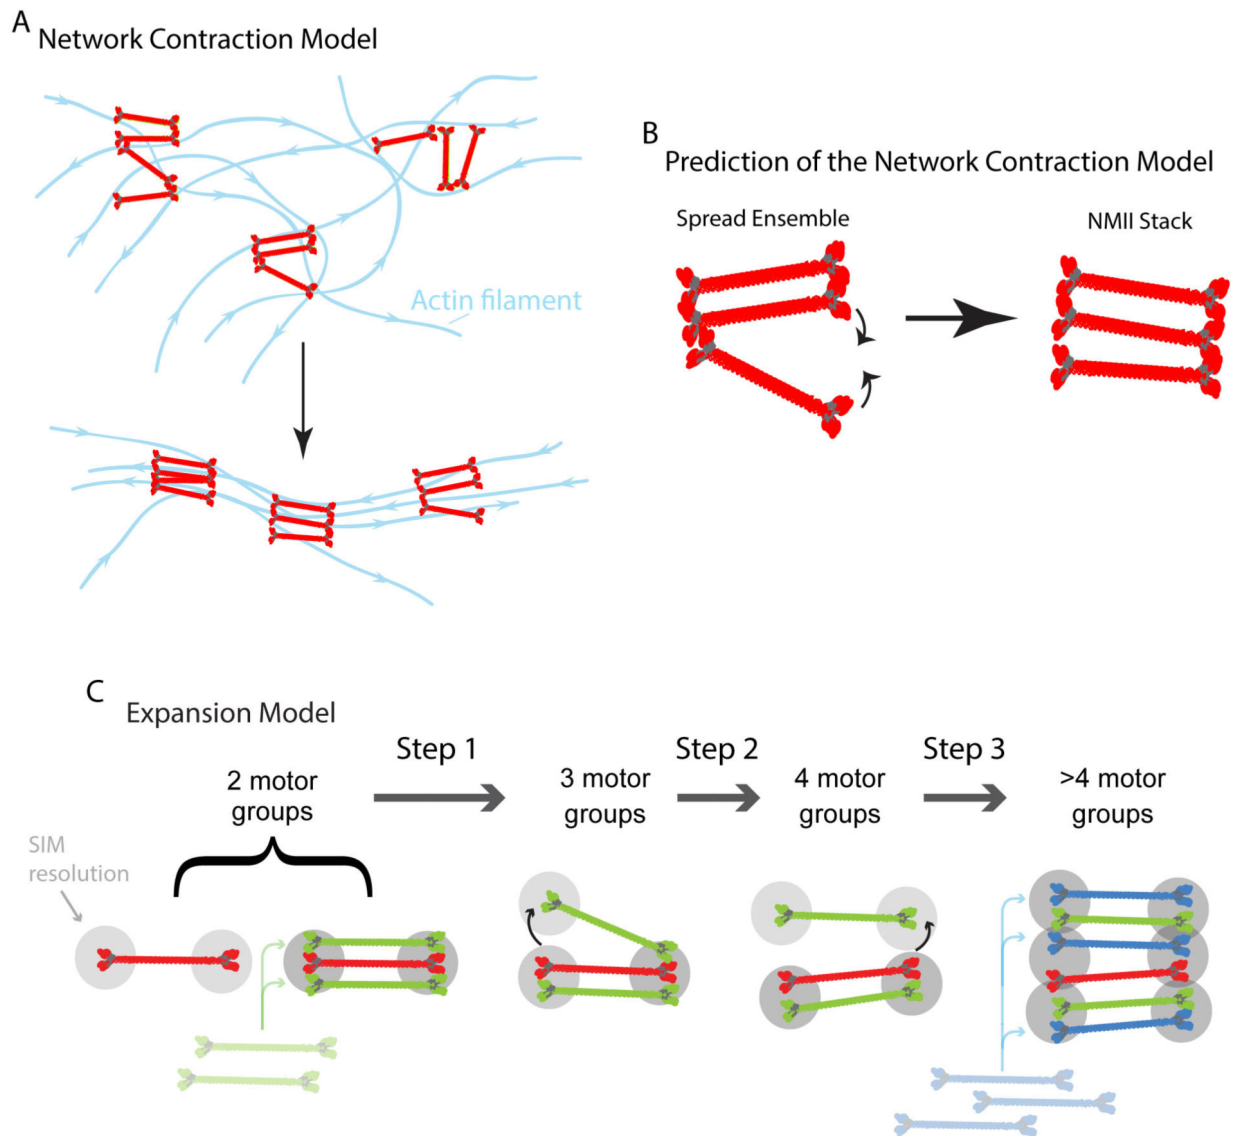 A
Network Contraction Model
Actin filament
B
Prediction of the Network Contraction Model
Spread Ensemble
NMII Stack
C
Expansion Model
Step 1
Step 2
Step 3
2 motor
groups
3 motor
groups
4 motor
groups
>4 motor
groups
SIM
resolution